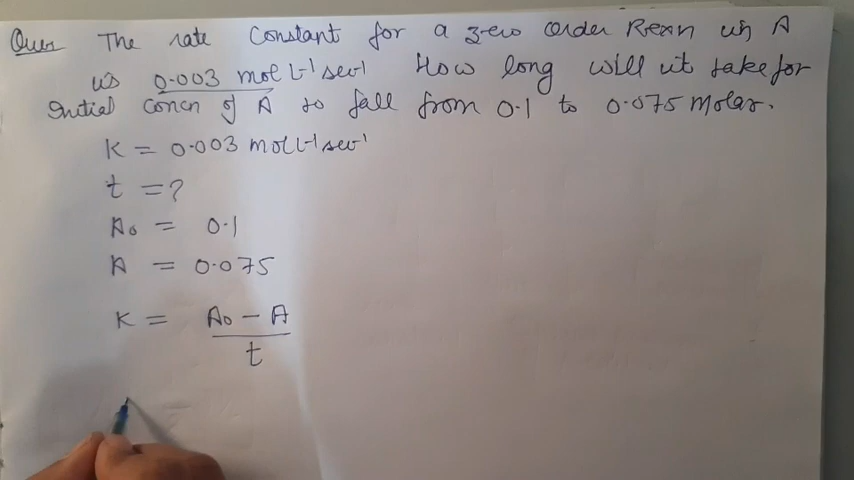 Ques The rate Constant for a zero order Rexn in A
is 0.003 mol L-1 sec-1 How long will it take for
Initial Concn of A to fall from 0.1 to 0.075 Molar.
K = 0.003 mol L-1 sec-1
t = ?
A₀ = 0.1
A = 0.075
K = A₀ - A
t